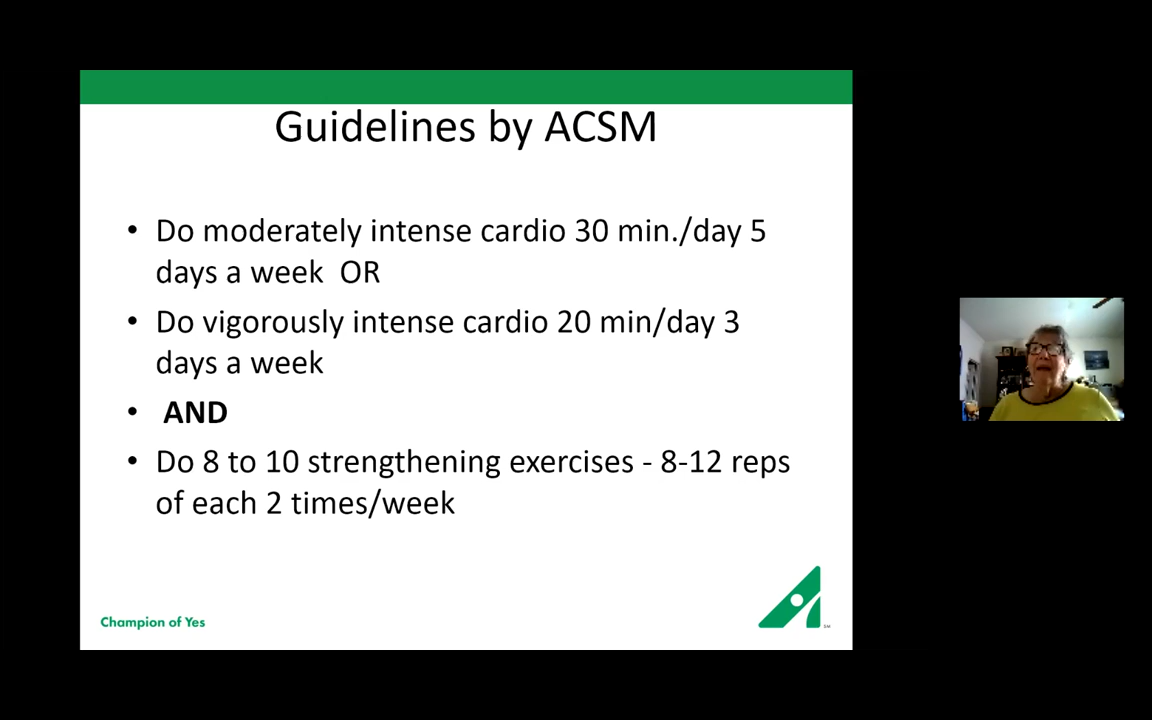 Guidelines by ACSM
• Do moderately intense cardio 30 min./day 5
days a week  OR
• Do vigorously intense cardio 20 min/day 3
days a week
• AND
• Do 8 to 10 strengthening exercises - 8-12 reps
of each 2 times/week
Champion of Yes
SM